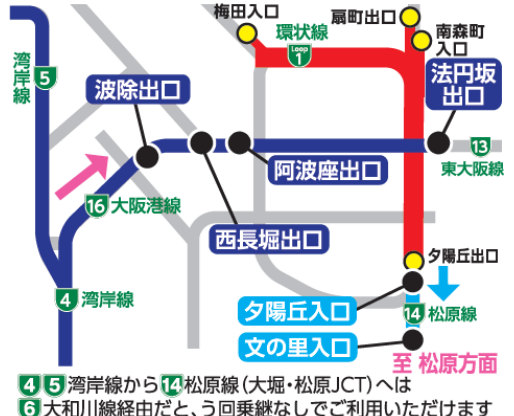 梅田入口
扇町出口
環状線
Loop
1
南森町
入口
湾岸線
5
波除出口
法円坂
出口
13
東大阪線
阿波座出口
16 大阪港線
西長堀出口
夕陽丘出口
4 湾岸線
夕陽丘入口
14 松原線
文の里入口
至 松原方面
4 5 湾岸線から14松原線(大堀・松原JCT)へは
6 大和川線経由だと、う回乗継なしでご利用いただけます